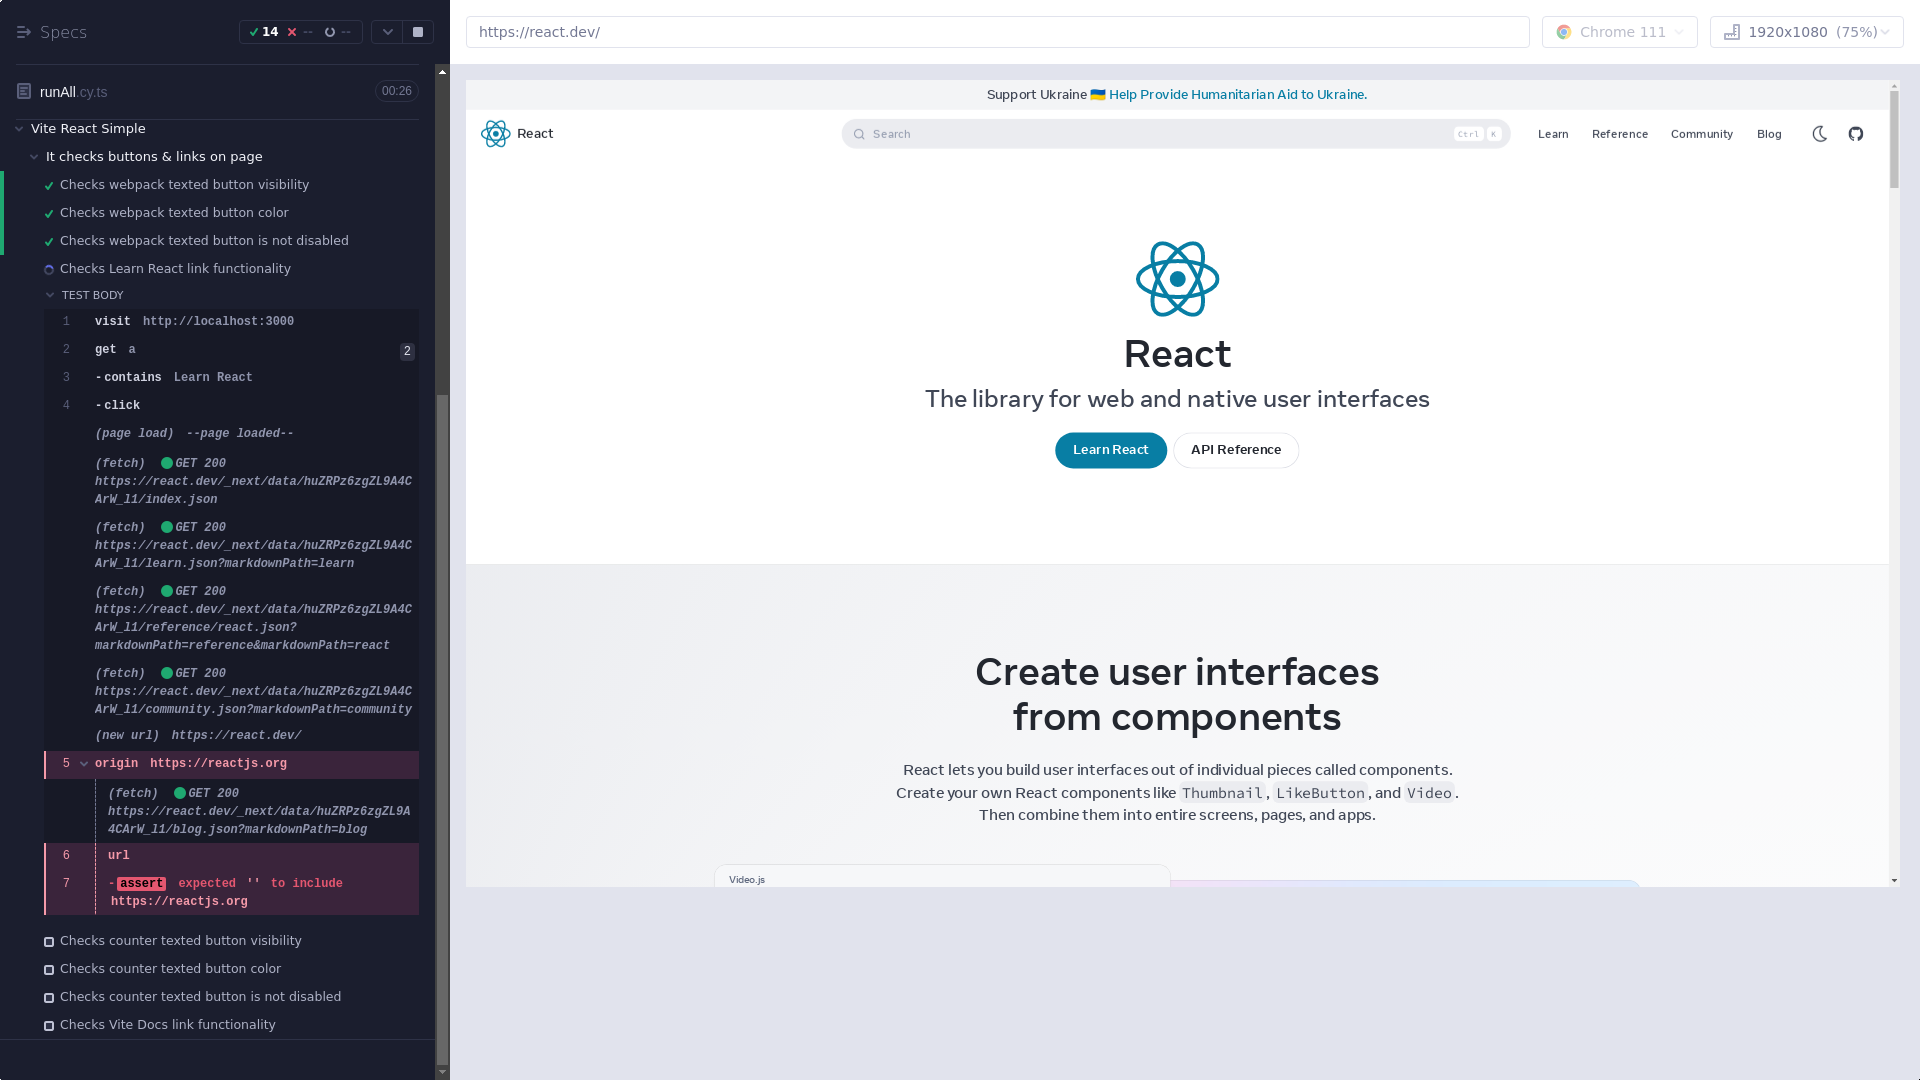 Specs
14
--
--
runAll.cy.ts
00:26
Vite React Simple
It checks buttons & links on page
Checks webpack texted button visibility
Checks webpack texted button color
Checks webpack texted button is not disabled
Checks Learn React link functionality
TEST BODY
1 visit http://localhost:3000
2 get a 2
3 -contains Learn React
4 -click
(page load) --page loaded--
(fetch) GET 200
https://react.dev/_next/data/huZRPz6zgZL9A4C
ArW_l1/index.json
(fetch) GET 200
https://react.dev/_next/data/huZRPz6zgZL9A4C
ArW_l1/learn.json?markdownPath=learn
(fetch) GET 200
https://react.dev/_next/data/huZRPz6zgZL9A4C
ArW_l1/reference/react.json?
markdownPath=reference&markdownPath=react
(fetch) GET 200
https://react.dev/_next/data/huZRPz6zgZL9A4C
ArW_l1/community.json?markdownPath=community
(new url) https://react.dev/
5 origin https://reactjs.org
(fetch) GET 200
https://react.dev/_next/data/huZRPz6zgZL9A
4CArW_l1/blog.json?markdownPath=blog
6 url
7 -assert expected '' to include
https://reactjs.org
Checks counter texted button visibility
Checks counter texted button color
Checks counter texted button is not disabled
Checks Vite Docs link functionality
https://react.dev/
Chrome 111
1920x1080 (75%)
Support Ukraine 🇺🇦 Help Provide Humanitarian Aid to Ukraine.
React
Search
Ctrl K
Learn
Reference
Community
Blog
React
The library for web and native user interfaces
Learn React
API Reference
Create user interfaces
from components
React lets you build user interfaces out of individual pieces called components.
Create your own React components like Thumbnail, LikeButton, and Video.
Then combine them into entire screens, pages, and apps.
Video.js